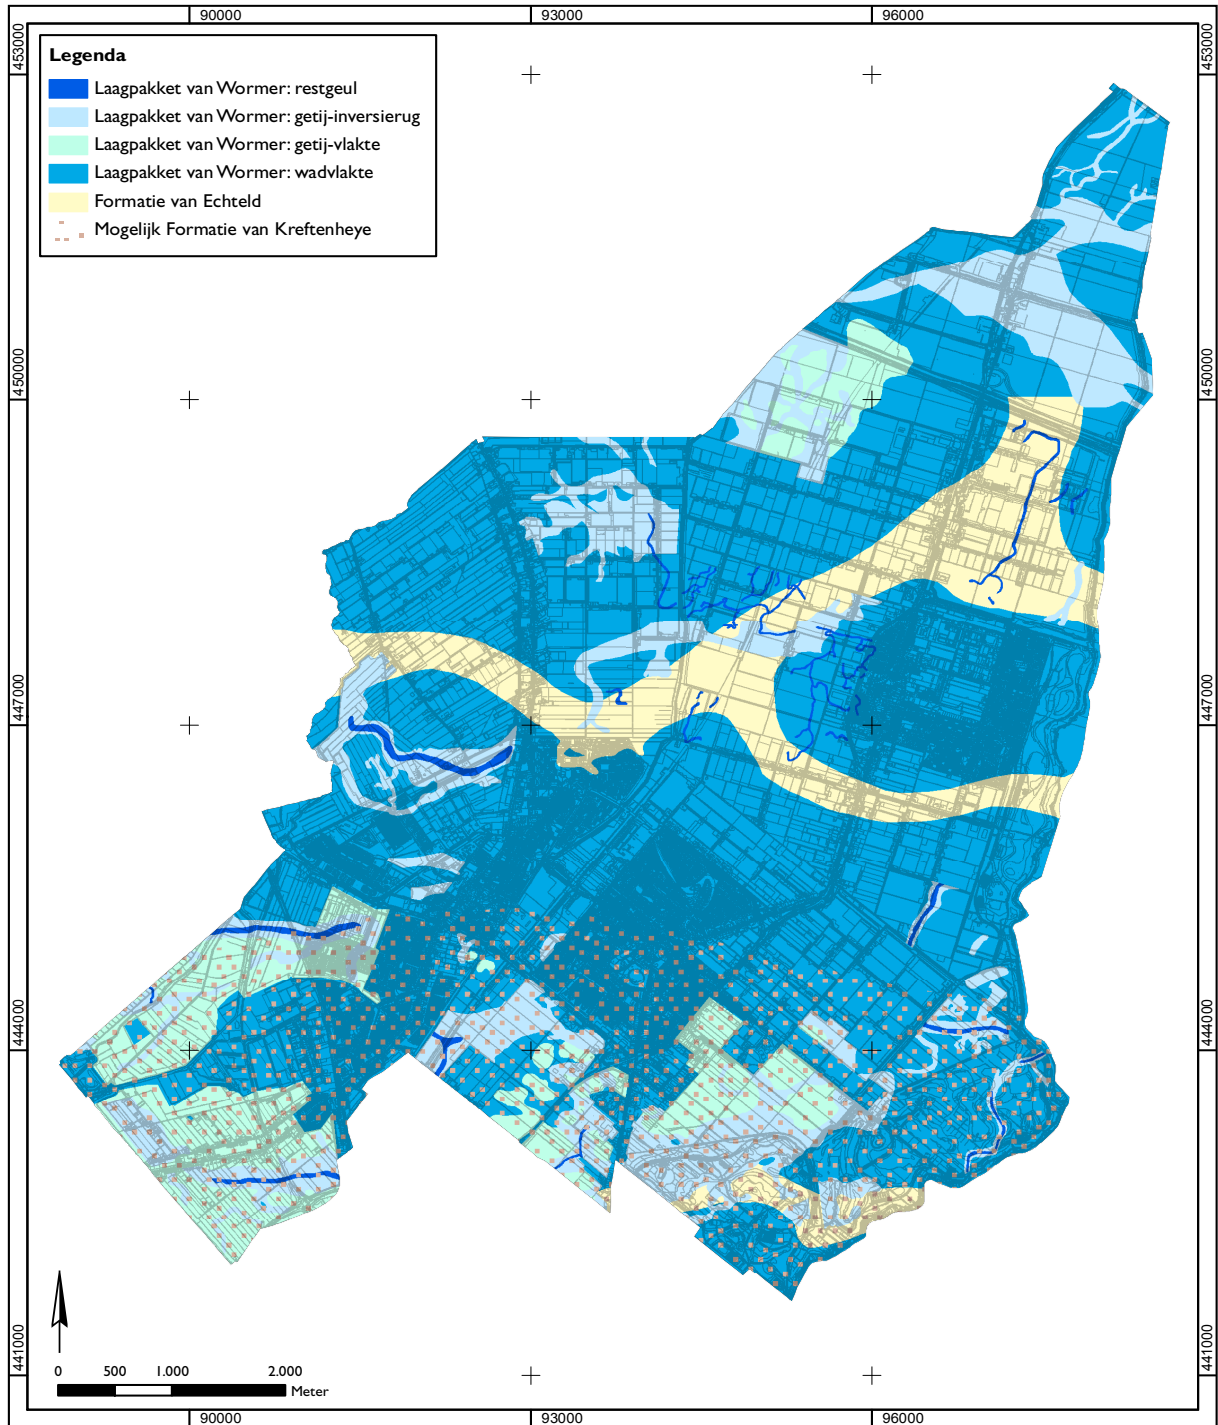 90000
93000
96000
453000
453000
Legenda
Laagpakket van Wormer: restgeul
Laagpakket van Wormer: getij-inversierug
Laagpakket van Wormer: getij-vlakte
Laagpakket van Wormer: wadvlakte
Formatie van Echteld
Mogelijk Formatie van Kreftenheye
450000
450000
447000
447000
444000
444000
441000
441000
0 500 1.000 2.000
Meter
90000
93000
96000